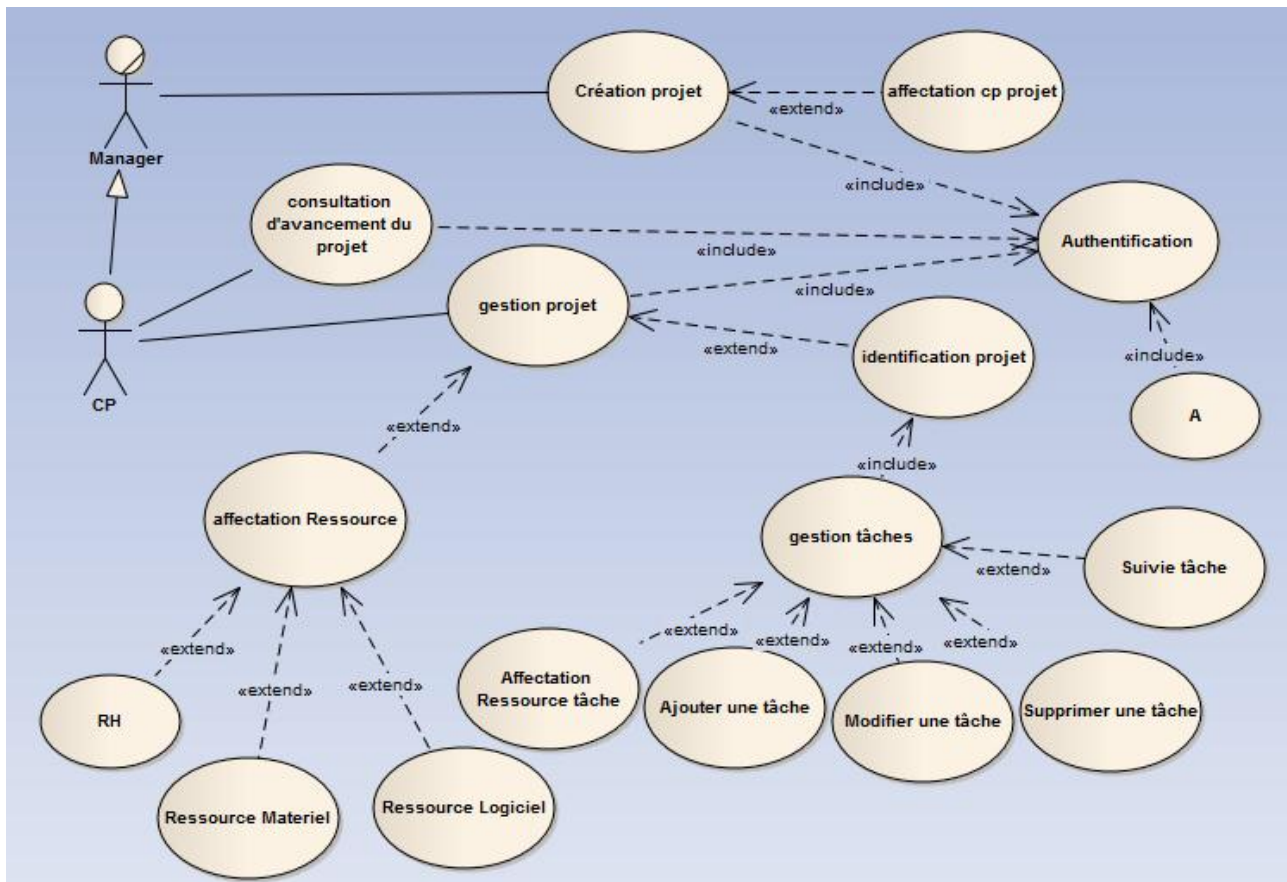 Manager
Création projet
«extend»
affectation cp projet
«include»
consultation
d'avancement du
projet
«include»
Authentification
gestion projet
«include»
«extend»
identification projet
«include»
A
CP
«extend»
«include»
affectation Ressource
gestion tâches
«extend»
Suivie tâche
«extend»
«extend»
«extend»
«extend»
«extend»
«extend»
«extend»
RH
Affectation
Ressource tâche
Ajouter une tâche
Modifier une tâche
Supprimer une tâche
Ressource Materiel
Ressource Logiciel